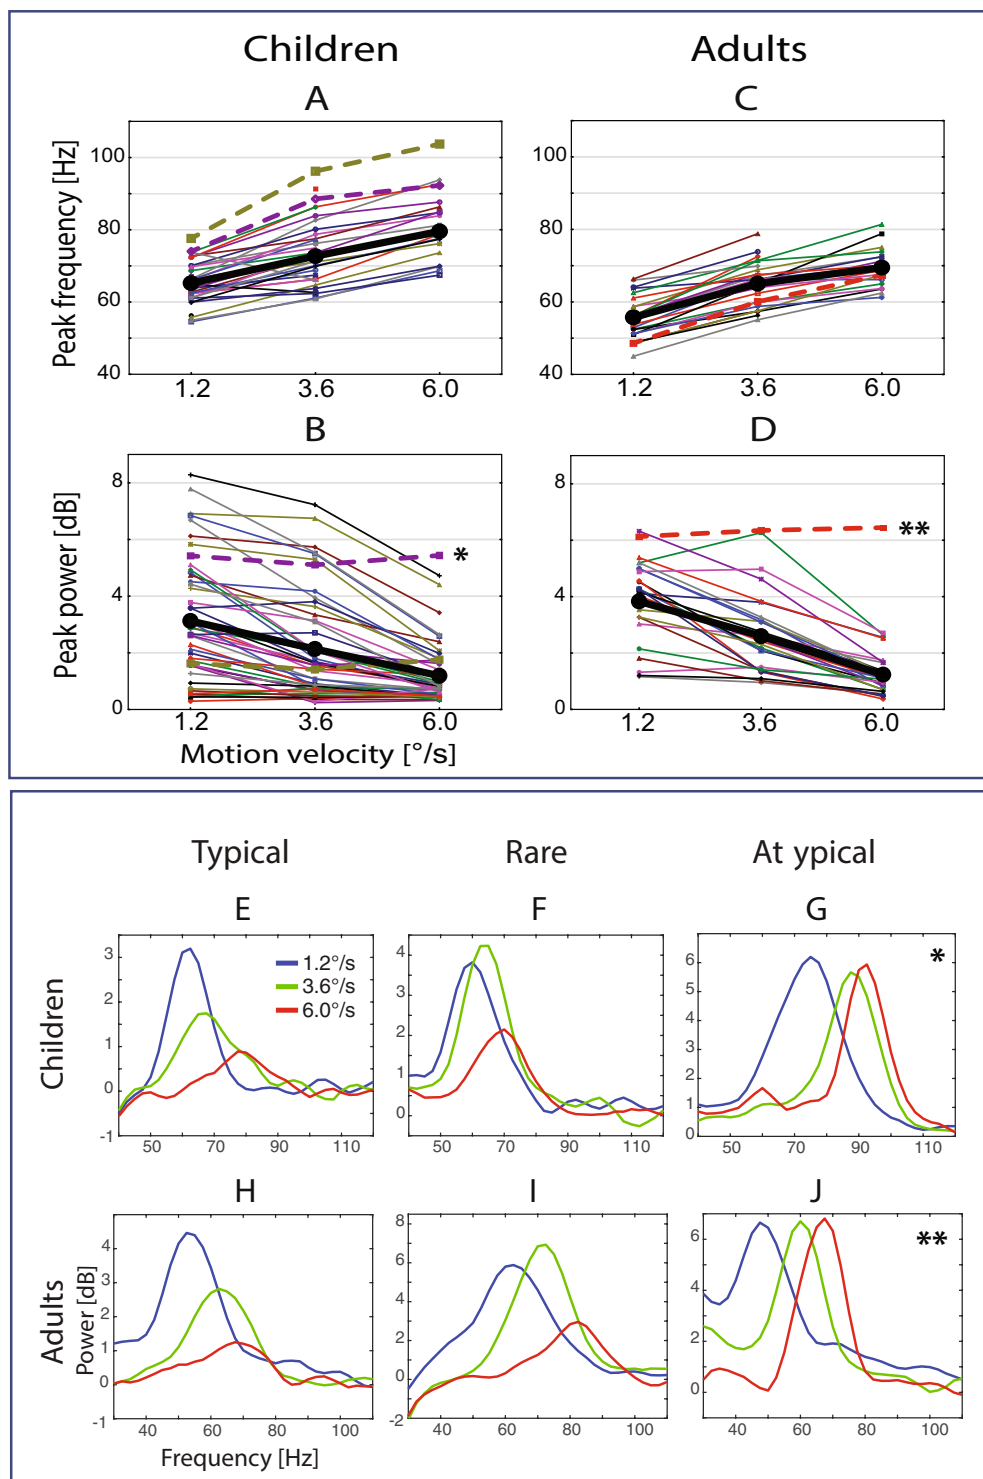 Children Adults
A C
Peak frequency [Hz]
100
80
60
40
1.2 3.6 6.0
100
80
60
40
1.2 3.6 6.0
B D
Peak power [dB]
8
4
0
1.2 3.6 6.0
*
8
4
0
1.2 3.6 6.0
**
Motion velocity [°/s]
Typical Rare At ypical
E F G
Children
3
2
1
0
-1
50 70 90 110
1.2°/s
3.6°/s
6.0°/s
4
3
2
1
0
50 70 90 110
6
5
4
3
2
1
0
50 70 90 110
*
H I J
Adults
Power [dB]
4
3
2
1
0
-1
40 60 80 100
8
6
4
2
0
-2
40 60 80 100
6
4
2
0
40 60 80 100
**
Frequency [Hz]